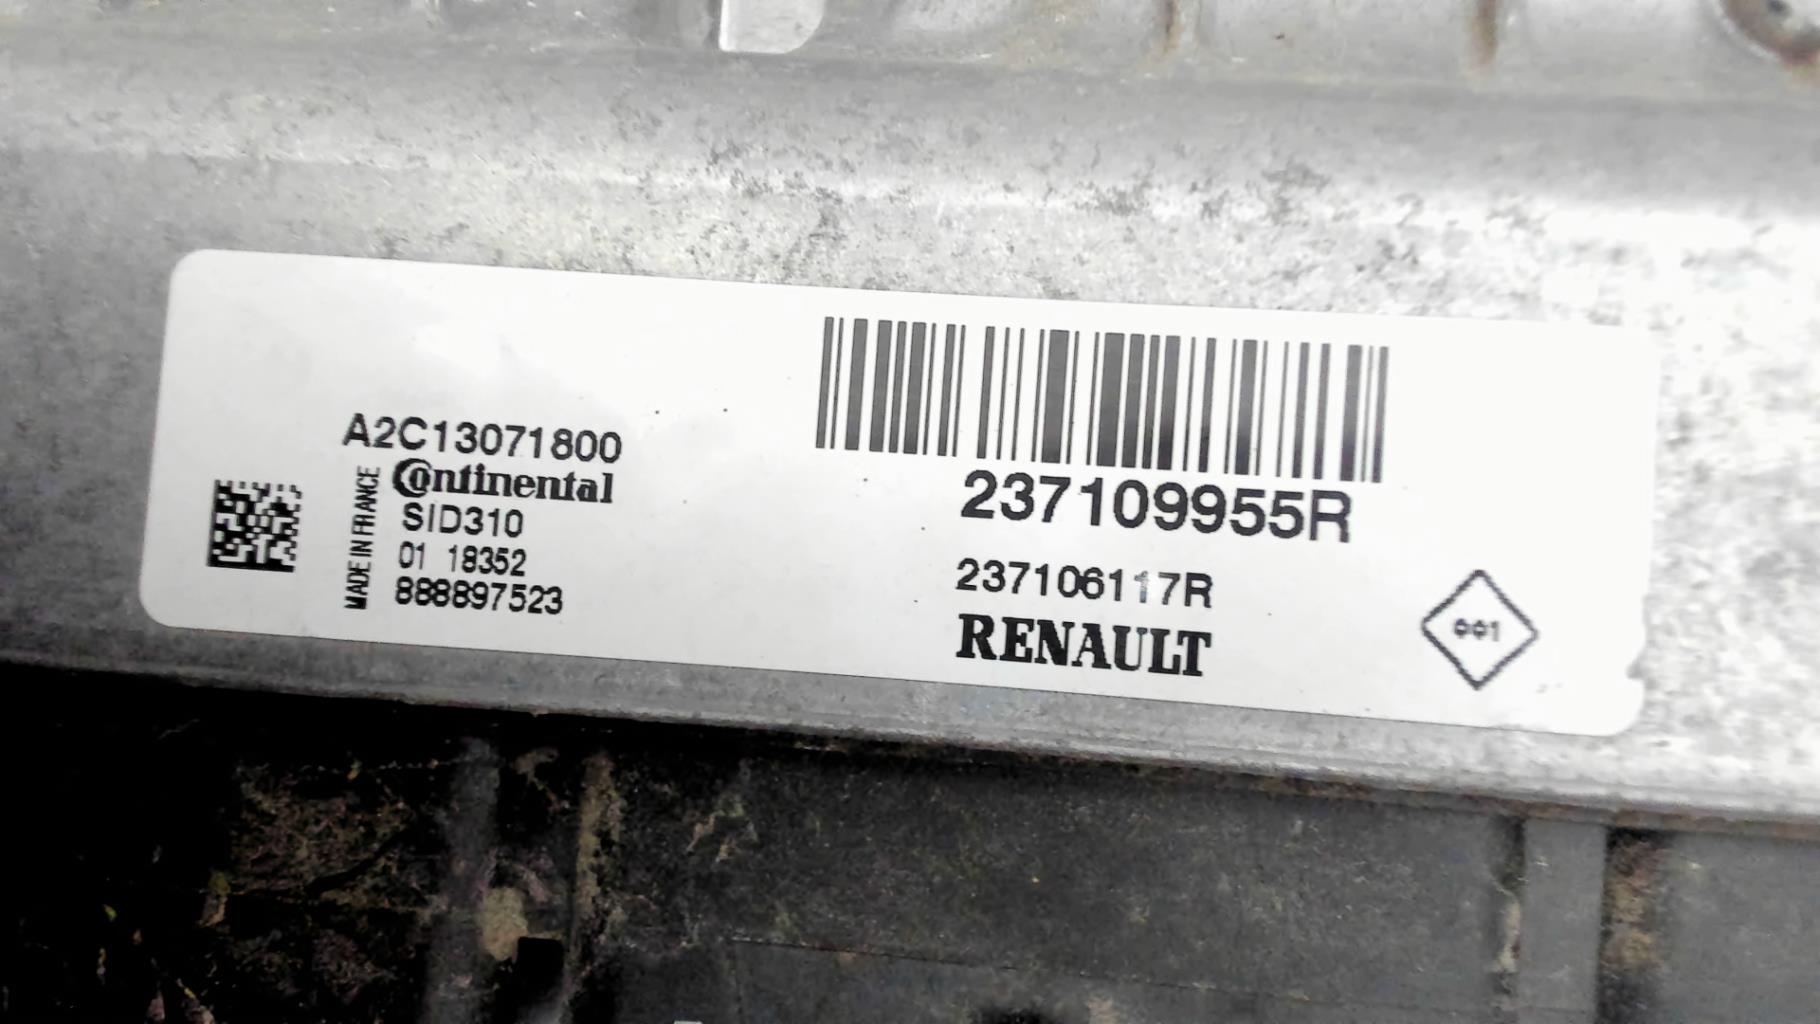 A2C13071800
Continental
SID310
01 18352
888897523
MADE IN FRANCE
237109955R
237106117R
RENAULT
001